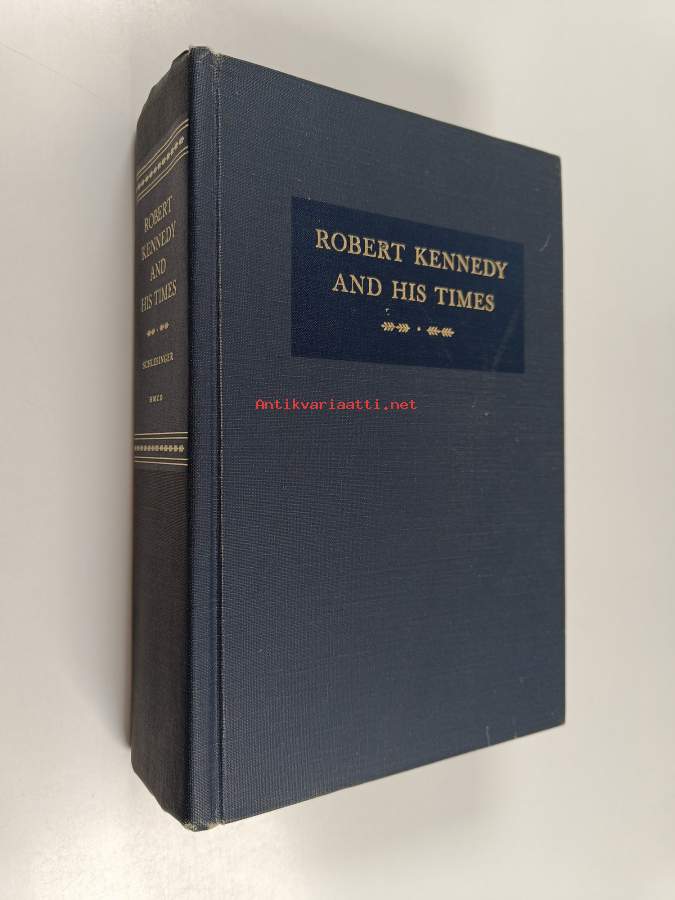 ROBERT
KENNEDY
AND
HIS TIMES
SCHLESINGER
HMCO
ROBERT KENNEDY
AND HIS TIMES
Antikvariaatti.net